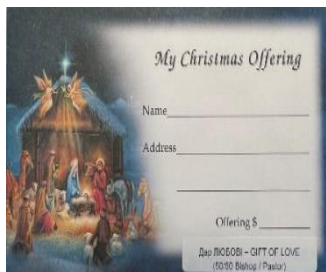 My Christmas Offering
Name
Address
Offering $
Дар ЛЮБОВІ – GIFT OF LOVE
(50/50 Bishop / Pastor)